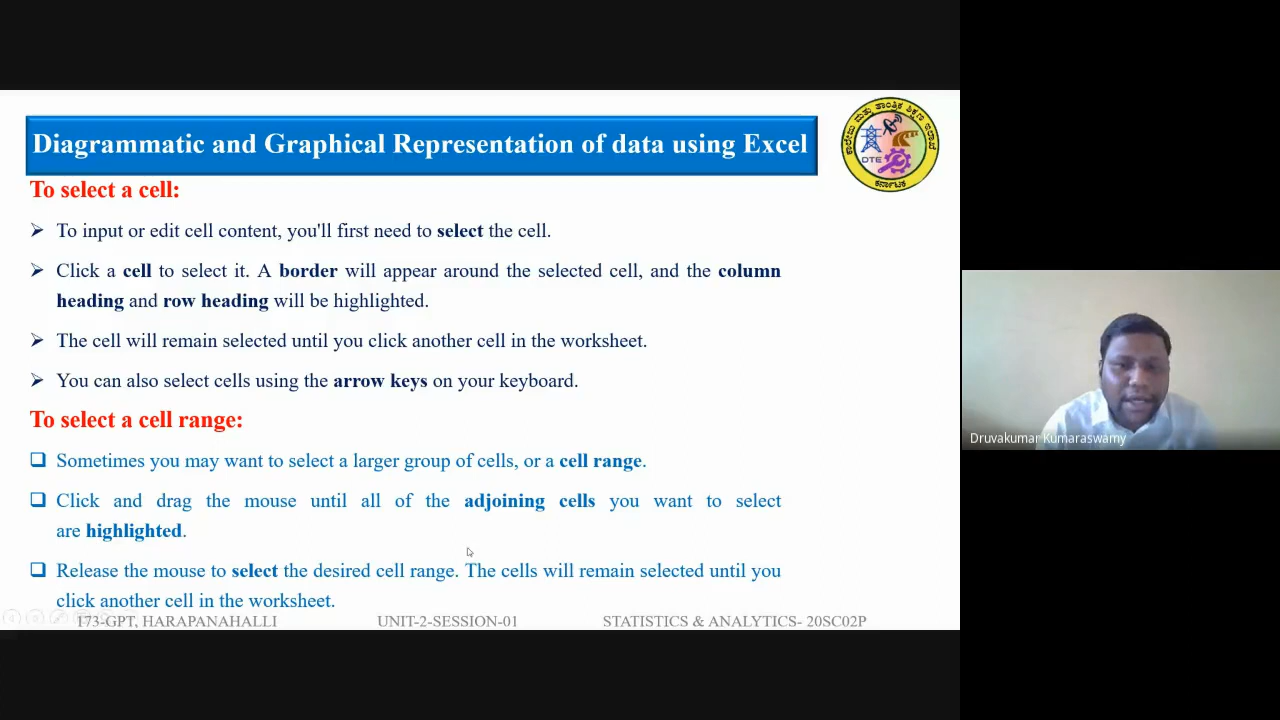 Diagrammatic and Graphical Representation of data using Excel
ಕಾಲೇಜು ಮತ್ತು ತಾಂತ್ರಿಕ ಶಿಕ್ಷಣ ಇಲಾಖೆ
DTE
ಕರ್ನಾಟಕ
To select a cell:
➢ To input or edit cell content, you'll first need to select the cell.
➢ Click a cell to select it. A border will appear around the selected cell, and the column
heading and row heading will be highlighted.
➢ The cell will remain selected until you click another cell in the worksheet.
➢ You can also select cells using the arrow keys on your keyboard.
To select a cell range:
❑ Sometimes you may want to select a larger group of cells, or a cell range.
❑ Click and drag the mouse until all of the adjoining cells you want to select
are highlighted.
❑ Release the mouse to select the desired cell range. The cells will remain selected until you
click another cell in the worksheet.
173-GPT, HARAPANAHALLI UNIT-2-SESSION-01 STATISTICS & ANALYTICS- 20SC02P
Druvakumar Kumaraswamy